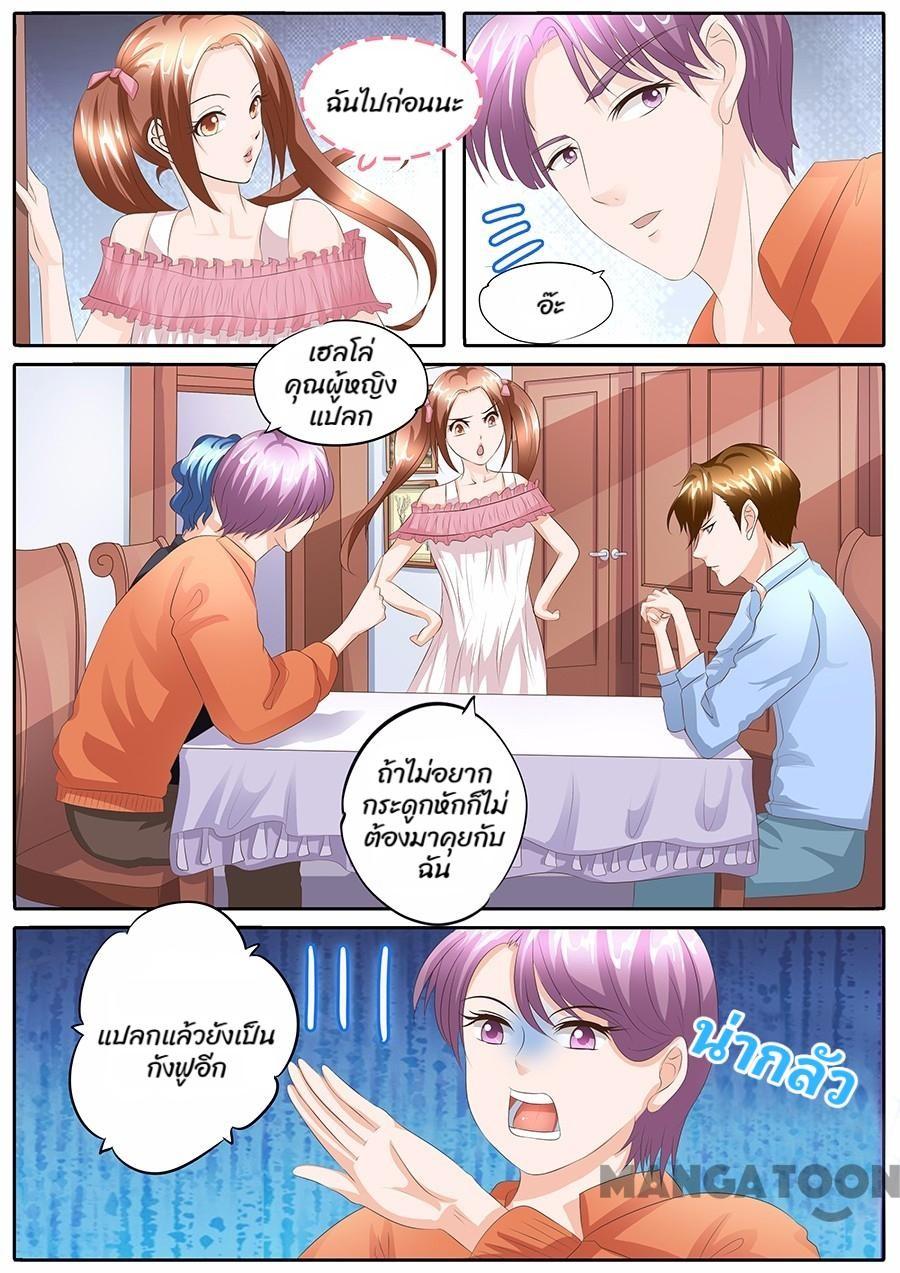 ฉันไปก่อนนะ
อ๊ะ
เฮลโล่
คุณผู้หญิง
แปลก
ถ้าไม่อยาก
กระดูกหักก็ไม่
ต้องมาคุยกับ
ฉัน
แปลกแล้วยังเป็น
กังฟูอีก
น่ากลัว
MANGATOON